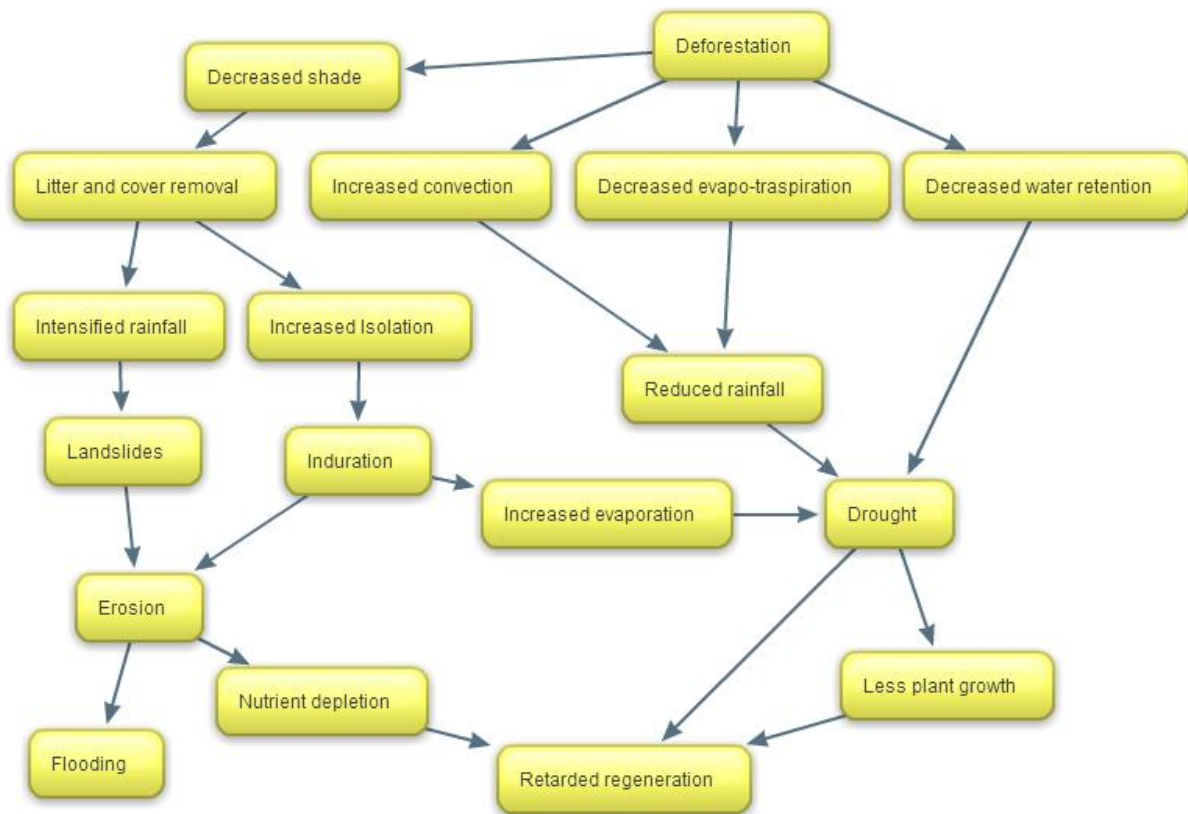 Deforestation
Decreased shade
Litter and cover removal
Increased convection
Decreased evapo-traspiration
Decreased water retention
Intensified rainfall
Increased Isolation
Reduced rainfall
Landslides
Induration
Increased evaporation
Drought
Erosion
Nutrient depletion
Less plant growth
Flooding
Retarded regeneration